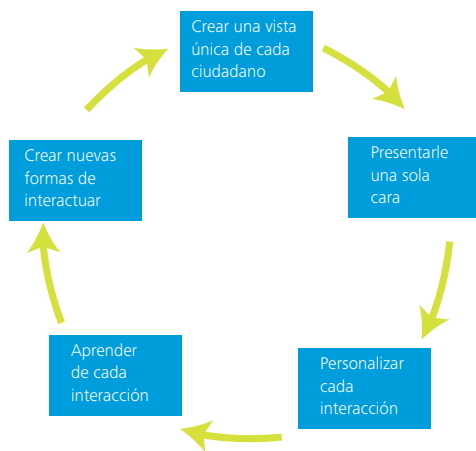 Crear una vista
única de cada
ciudadano
Presentarle
una sola
cara
Personalizar
cada
interacción
Aprender
de cada
interacción
Crear nuevas
formas de
interactuar